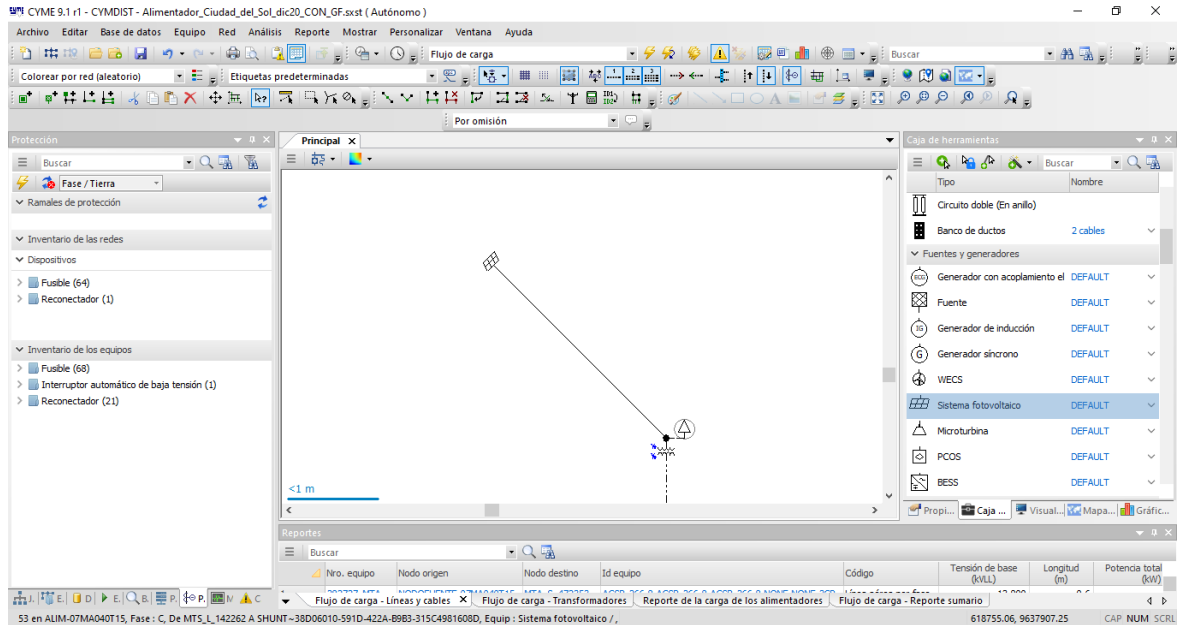 CYME 9.1 r1 - CYMDIST - Alimentador_Ciudad_del_Sol_dic20_CON_GF.sxst ( Autónomo )
Archivo Editar Base de datos Equipo Red Análisis Reporte Mostrar Personalizar Ventana Ayuda
Flujo de carga Buscar
Colorear por red (aleatorio) Etiquetas predeterminadas
Por omisión
Protección
Buscar
Fase / Tierra
Ramales de protección
Inventario de las redes
Dispositivos
Fusible (64)
Reconectador (1)
Inventario de los equipos
Fusible (68)
Interruptor automático de baja tensión (1)
Reconectador (21)
J. E. D E. B. P. P. M C
Principal X
<1 m
Caja de herramientas
Buscar
Tipo Nombre
Circuito doble (En anillo)
Banco de ductos 2 cables
Fuentes y generadores
Generador con acoplamiento el DEFAULT
Fuente DEFAULT
Generador de inducción DEFAULT
Generador síncrono DEFAULT
WECS DEFAULT
Sistema fotovoltaico DEFAULT
Microturbina DEFAULT
PCOS DEFAULT
BESS DEFAULT
Propi... Caja ... Visual... Mapa... Gráfic...
Reportes
Buscar
Nro. equipo Nodo origen Nodo destino Id equipo Código Tensión de base (kVLL) Longitud (m) Potencia total (kW)
Flujo de carga - Líneas y cables X Flujo de carga - Transformadores Reporte de la carga de los alimentadores Flujo de carga - Reporte sumario
53 en ALIM-07MA040T15, Fase : C, De MTS_L_142262 A SHUNT~38D06010-591D-422A-B9B3-315C4981608D, Equip : Sistema fotovoltaico / , 618755.06, 9637907.25 CAP NUM SCRL